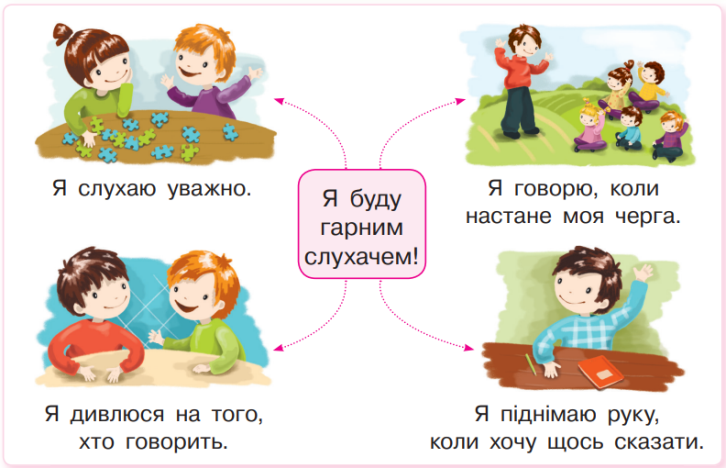 Я слухаю уважно.
Я говорю, коли
настане моя черга.
Я буду
гарним
слухачем!
Я дивлюся на того,
хто говорить.
Я піднімаю руку,
коли хочу щось сказати.